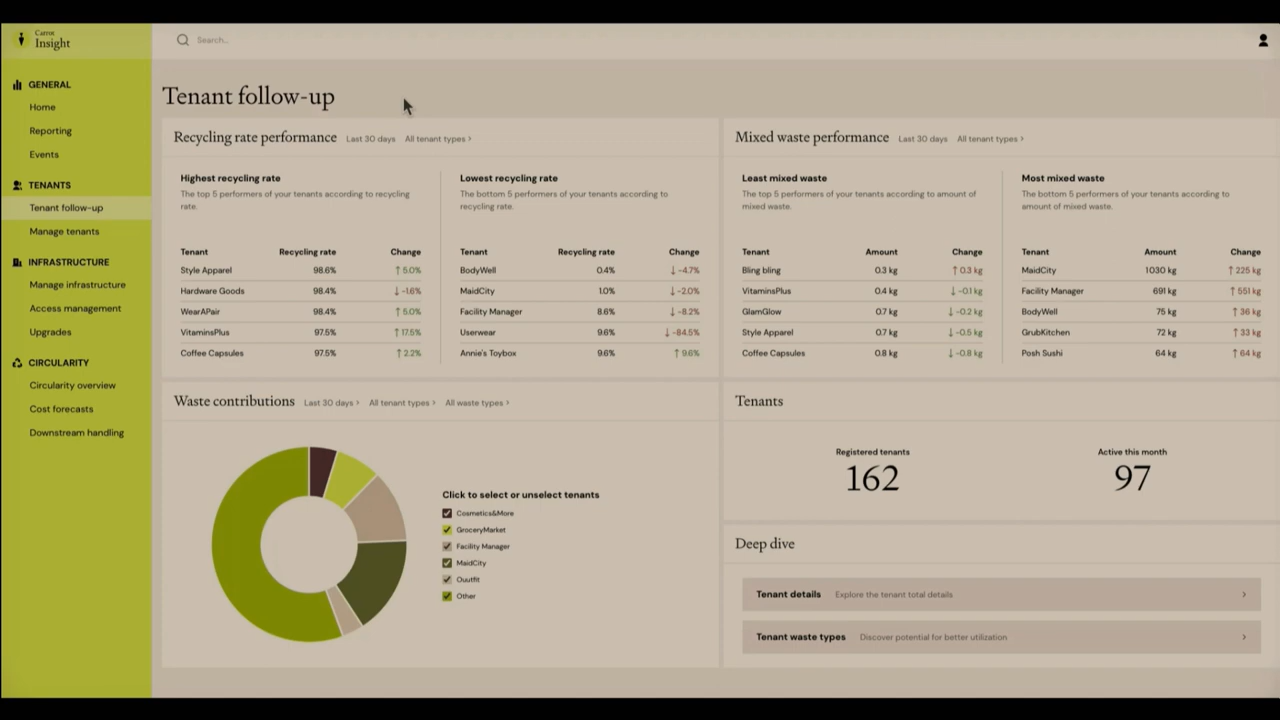 Carrot
Insight
Search...
GENERAL
Home
Reporting
Events
TENANTS
Tenant follow-up
Manage tenants
INFRASTRUCTURE
Manage infrastructure
Access management
Upgrades
CIRCULARITY
Circularity overview
Cost forecasts
Downstream handling
Tenant follow-up
Recycling rate performance Last 30 days All tenant types >
Highest recycling rate
The top 5 performers of your tenants according to recycling
rate.
Tenant Recycling rate Change
Style Apparel 98.6% ↑ 5.0%
Hardware Goods 98.4% ↓ -1.6%
WearAPair 98.4% ↑ 5.0%
VitaminsPlus 97.5% ↑ 17.5%
Coffee Capsules 97.5% ↑ 2.2%
Lowest recycling rate
The bottom 5 performers of your tenants according to
recycling rate.
Tenant Recycling rate Change
BodyWell 0.4% ↓ -4.7%
MaidCity 1.0% ↓ -2.0%
Facility Manager 8.6% ↓ -8.2%
Userwear 9.6% ↓ -84.5%
Annie's Toybox 9.6% ↑ 9.6%
Mixed waste performance Last 30 days All tenant types >
Least mixed waste
The top 5 performers of your tenants according to amount of
mixed waste.
Tenant Amount Change
Bling bling 0.3 kg ↑ 0.3 kg
VitaminsPlus 0.4 kg ↓ -0.1 kg
GlamGlow 0.7 kg ↓ -0.2 kg
Style Apparel 0.7 kg ↓ -0.5 kg
Coffee Capsules 0.8 kg ↓ -0.8 kg
Most mixed waste
The bottom 5 performers of your tenants according to
amount of mixed waste.
Tenant Amount Change
MaidCity 1030 kg ↑ 225 kg
Facility Manager 691 kg ↑ 551 kg
BodyWell 75 kg ↑ 36 kg
GrubKitchen 72 kg ↑ 33 kg
Posh Sushi 64 kg ↑ 64 kg
Waste contributions Last 30 days > All tenant types > All waste types >
Click to select or unselect tenants
Cosmetics&More
GroceryMarket
Facility Manager
MaidCity
Ouutfit
Other
Tenants
Registered tenants
162
Active this month
97
Deep dive
Tenant details Explore the tenant total details >
Tenant waste types Discover potential for better utilization >